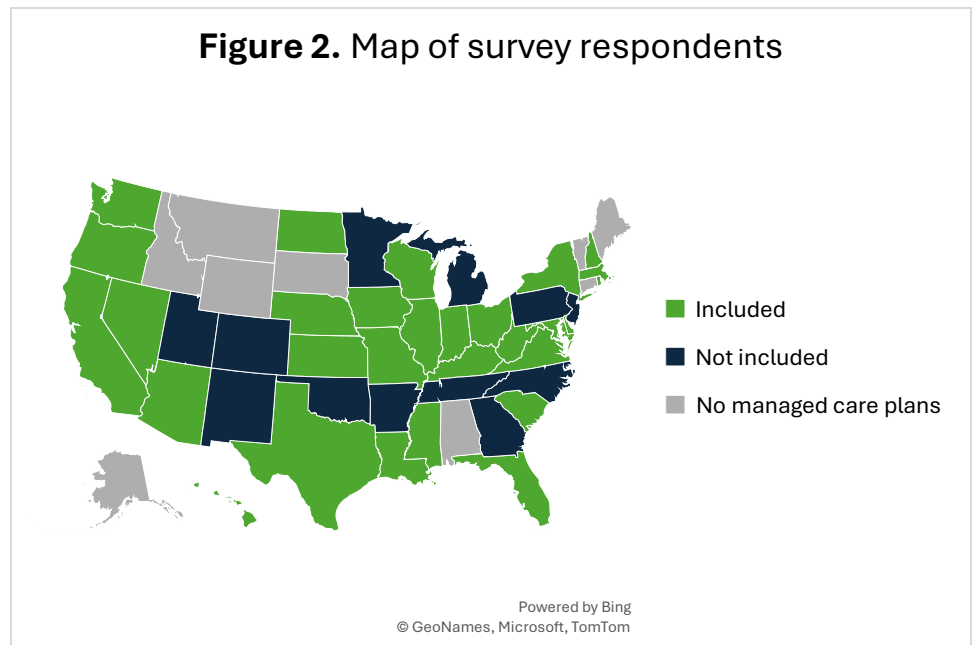 Figure 2. Map of survey respondents
Included
Not included
No managed care plans
Powered by Bing
© GeoNames, Microsoft, TomTom